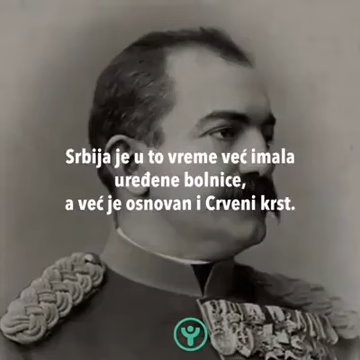 Srbija je u to vreme već imala
uređene bolnice,
a već je osnovan i Crveni krst.